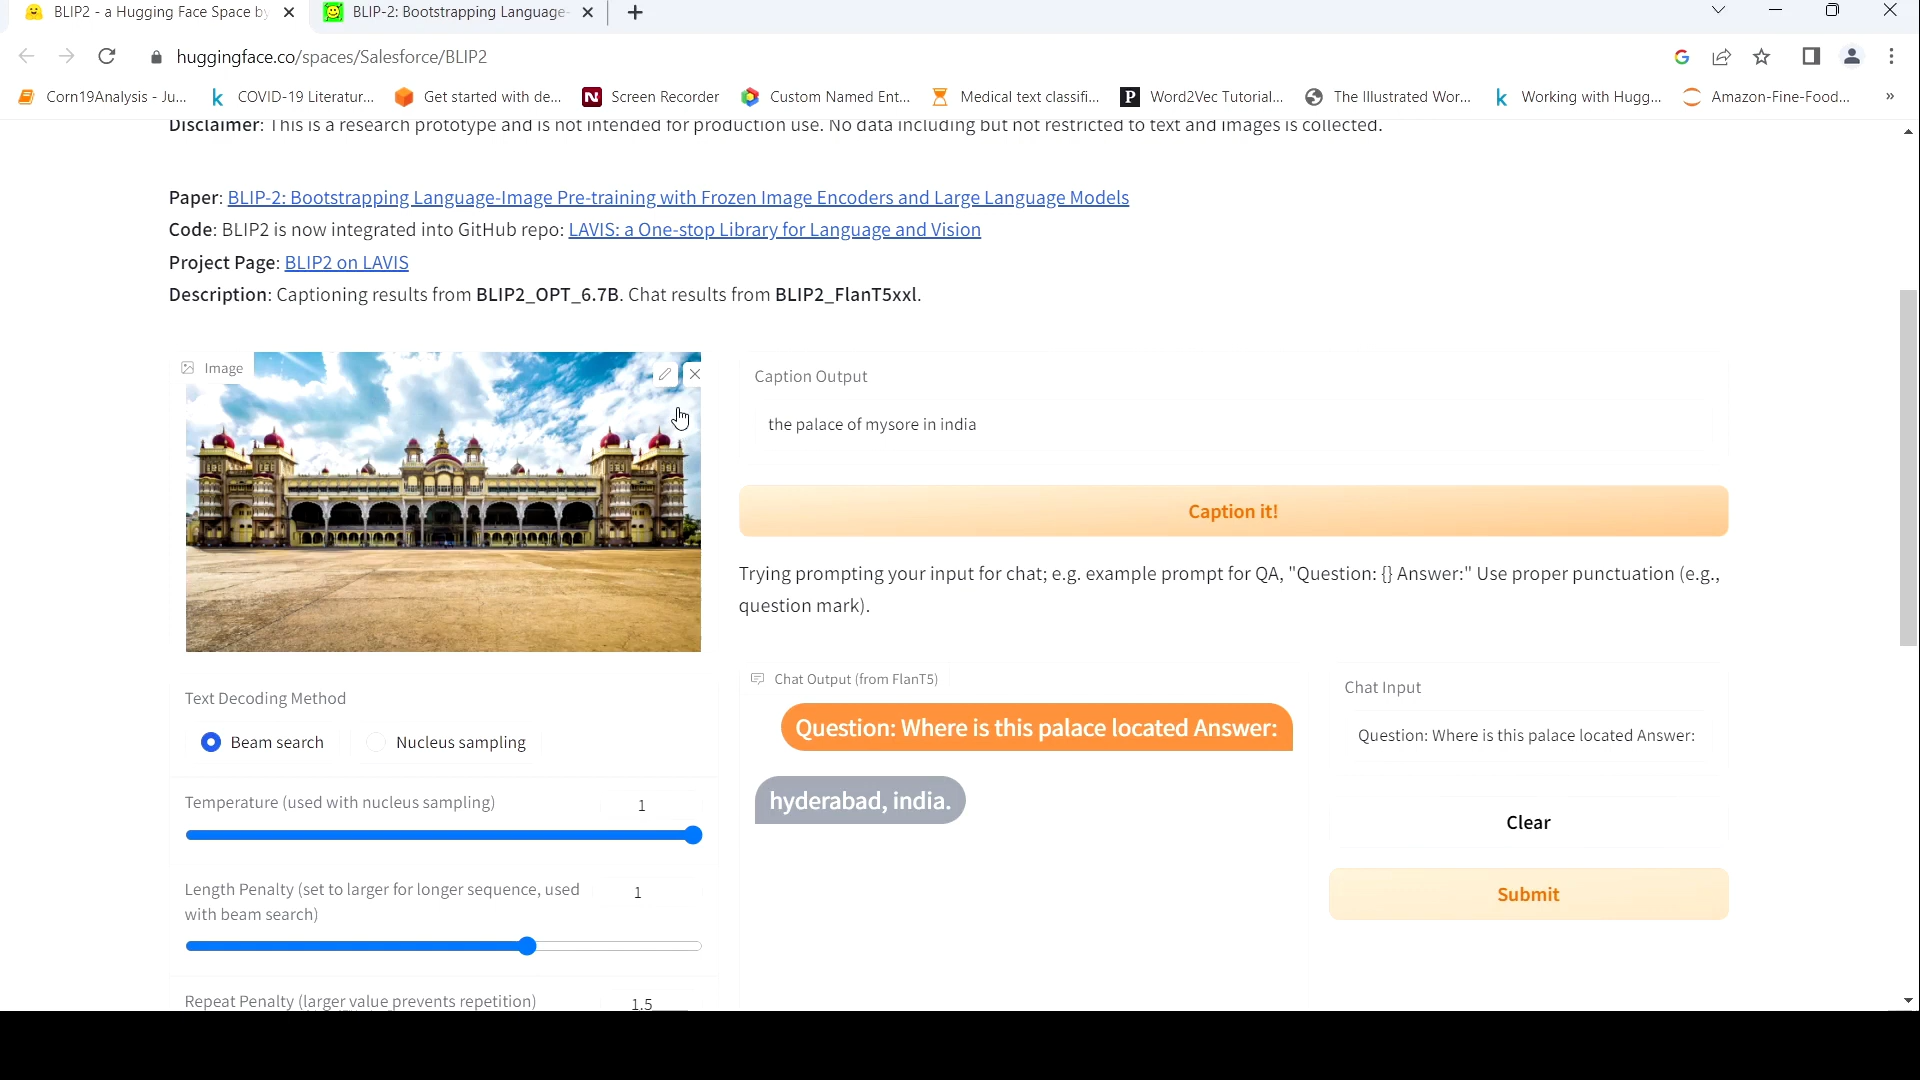 BLIP2 - a Hugging Face Space by
BLIP-2: Bootstrapping Language-
huggingface.co/spaces/Salesforce/BLIP2
Corn19Analysis - Ju...
COVID-19 Literatur...
Get started with de...
Screen Recorder
Custom Named Ent...
Medical text classifi...
Word2Vec Tutorial...
The Illustrated Wor...
Working with Hugg...
Amazon-Fine-Food...
»
Disclaimer: This is a research prototype and is not intended for production use. No data including but not restricted to text and images is collected.
Paper: BLIP-2: Bootstrapping Language-Image Pre-training with Frozen Image Encoders and Large Language Models
Code: BLIP2 is now integrated into GitHub repo: LAVIS: a One-stop Library for Language and Vision
Project Page: BLIP2 on LAVIS
Description: Captioning results from BLIP2_OPT_6.7B. Chat results from BLIP2_FlanT5xxl.
Image
Caption Output
the palace of mysore in india
Caption it!
Trying prompting your input for chat; e.g. example prompt for QA, "Question: {} Answer:" Use proper punctuation (e.g.,
question mark).
Text Decoding Method
Beam search
Nucleus sampling
Temperature (used with nucleus sampling)
1
Length Penalty (set to larger for longer sequence, used
with beam search)
1
Repeat Penalty (larger value prevents repetition)
1.5
Chat Output (from FlanT5)
Question: Where is this palace located Answer:
hyderabad, india.
Chat Input
Question: Where is this palace located Answer:
Clear
Submit